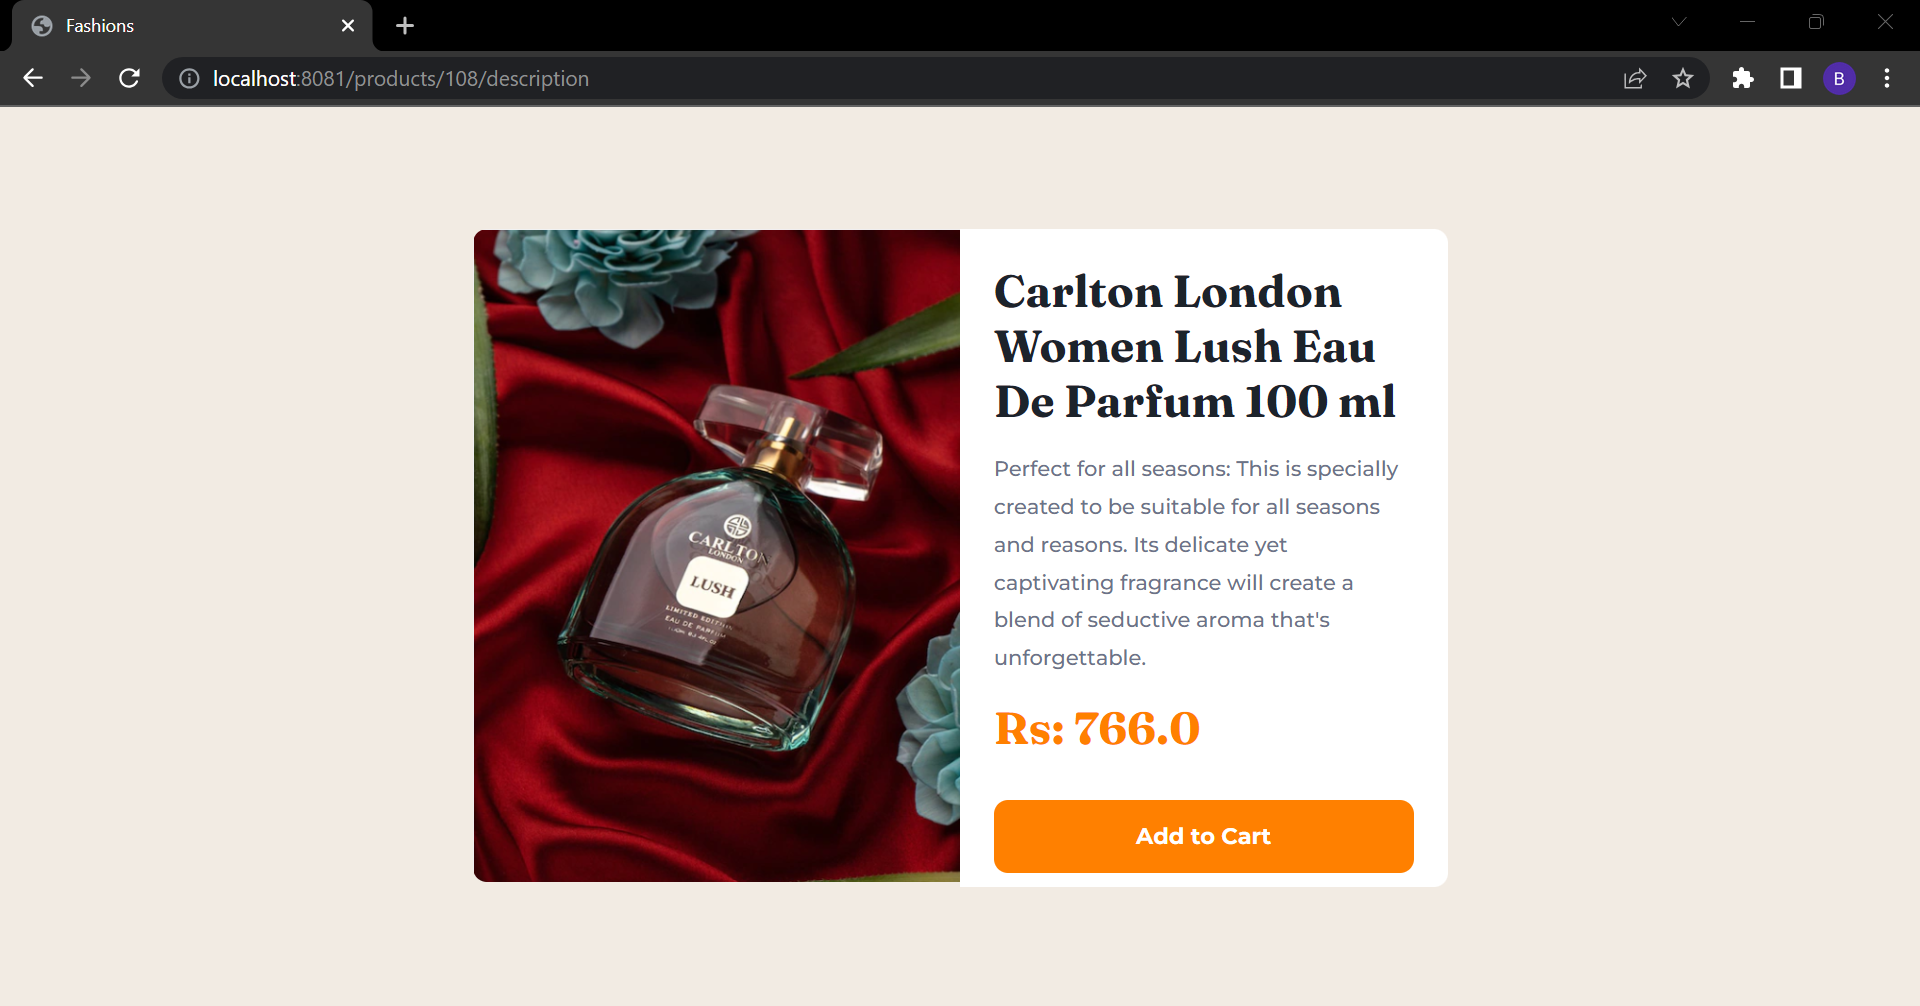 Fashions
localhost:8081/products/108/description
B
Carlton London
Women Lush Eau
De Parfum 100 ml
CARLTON
LONDON
LUSH
LIMITED EDITION
EAU DE PARFUM
Perfect for all seasons: This is specially
created to be suitable for all seasons
and reasons. Its delicate yet
captivating fragrance will create a
blend of seductive aroma that's
unforgettable.
Rs: 766.0
Add to Cart